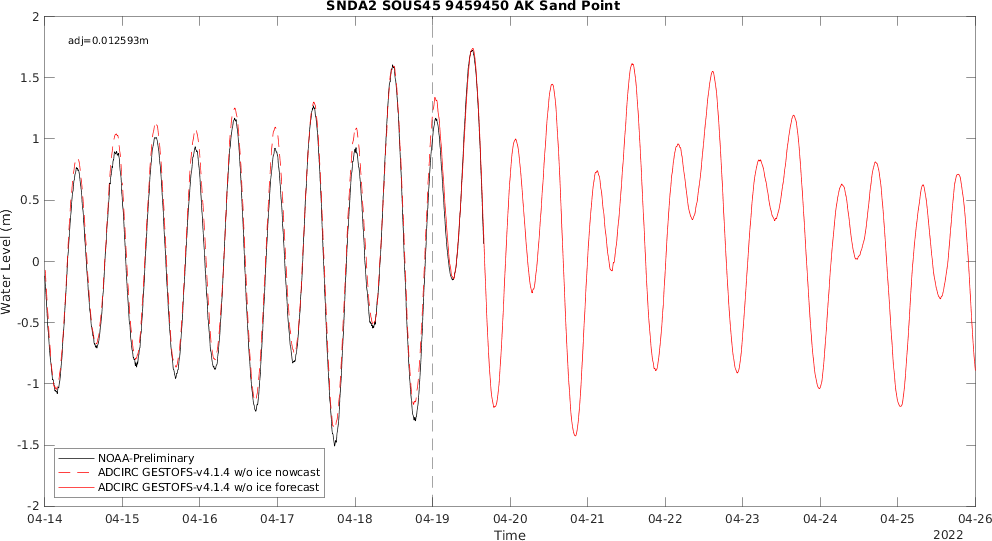 SNDA2 SOUS45 9459450 AK Sand Point
adj=0.012593m
Water Level (m)
2
1.5
1
0.5
0
-0.5
-1
-1.5
-2
NOAA-Preliminary
ADCIRC GESTOFS-v4.1.4 w/o ice nowcast
ADCIRC GESTOFS-v4.1.4 w/o ice forecast
04-14 04-15 04-16 04-17 04-18 04-19 04-20 04-21 04-22 04-23 04-24 04-25 04-26
Time
2022